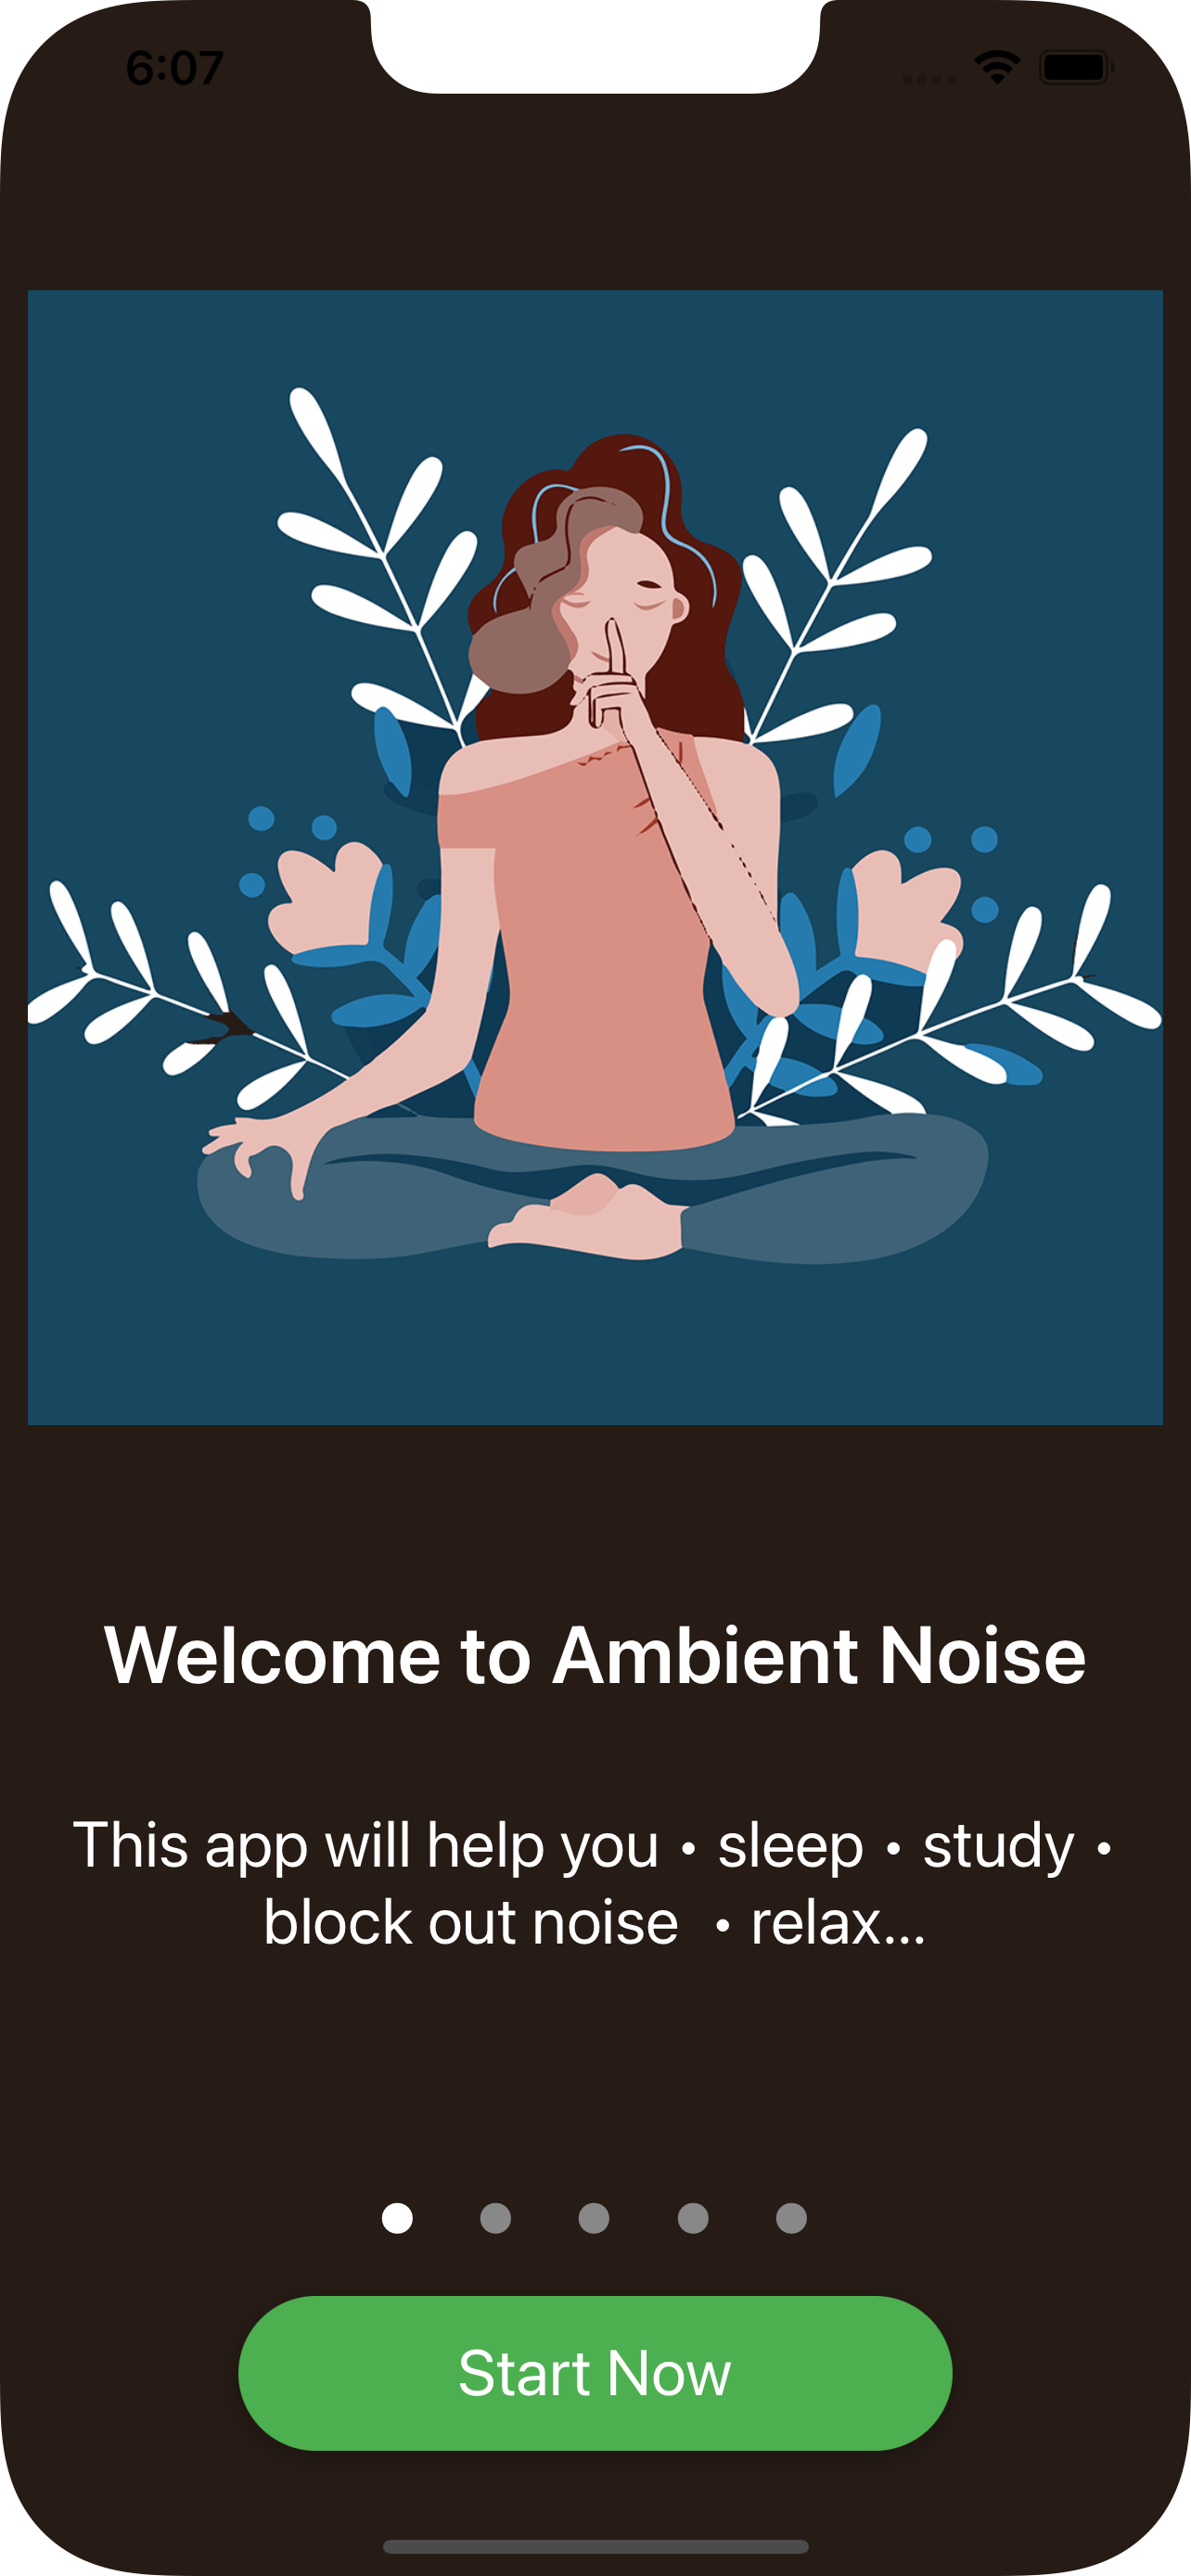 6:07
Welcome to Ambient Noise
This app will help you • sleep • study •
block out noise  • relax...
Start Now